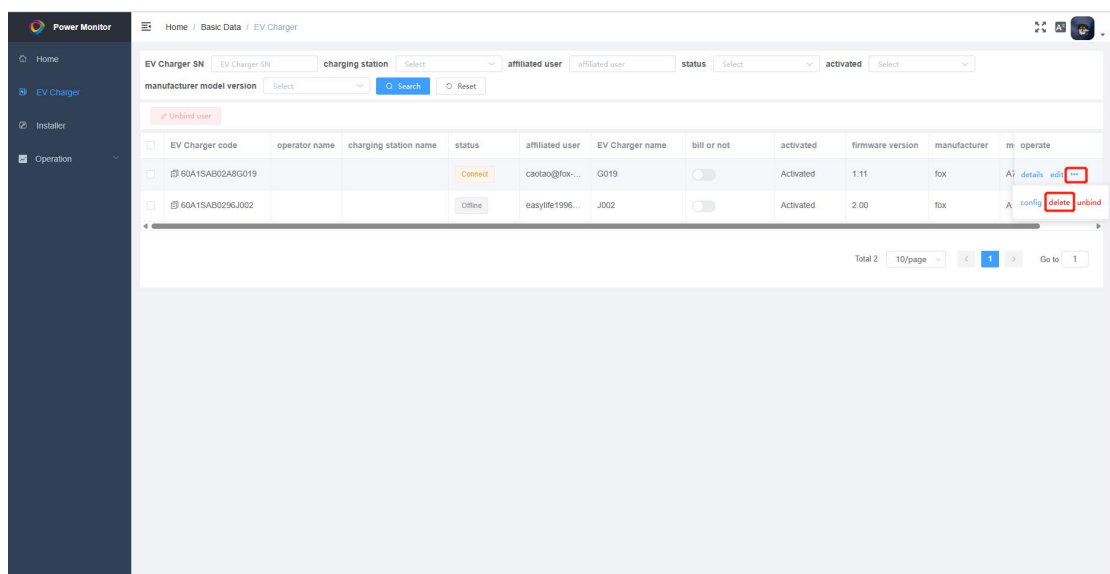 Power Monitor
Home / Basic Data / EV Charger
Home
EV Charger
Installer
Operation
EV Charger SN EV Charger SN charging station Select affiliated user affiliated user status Select activated Select
manufacturer model version Select Search Reset
Unbind user
EV Charger code operator name charging station name status affiliated user EV Charger name bill or not activated firmware version manufacturer m operate
60A1SAB02A8G019 Connect caotao@fox-... G019 Activated 1.11 fox A7 details edit ...
60A1SAB0296J002 Offline easylife1996... J002 Activated 2.00 fox A
config delete unbind
Total 2 10/page < 1 > Go to 1